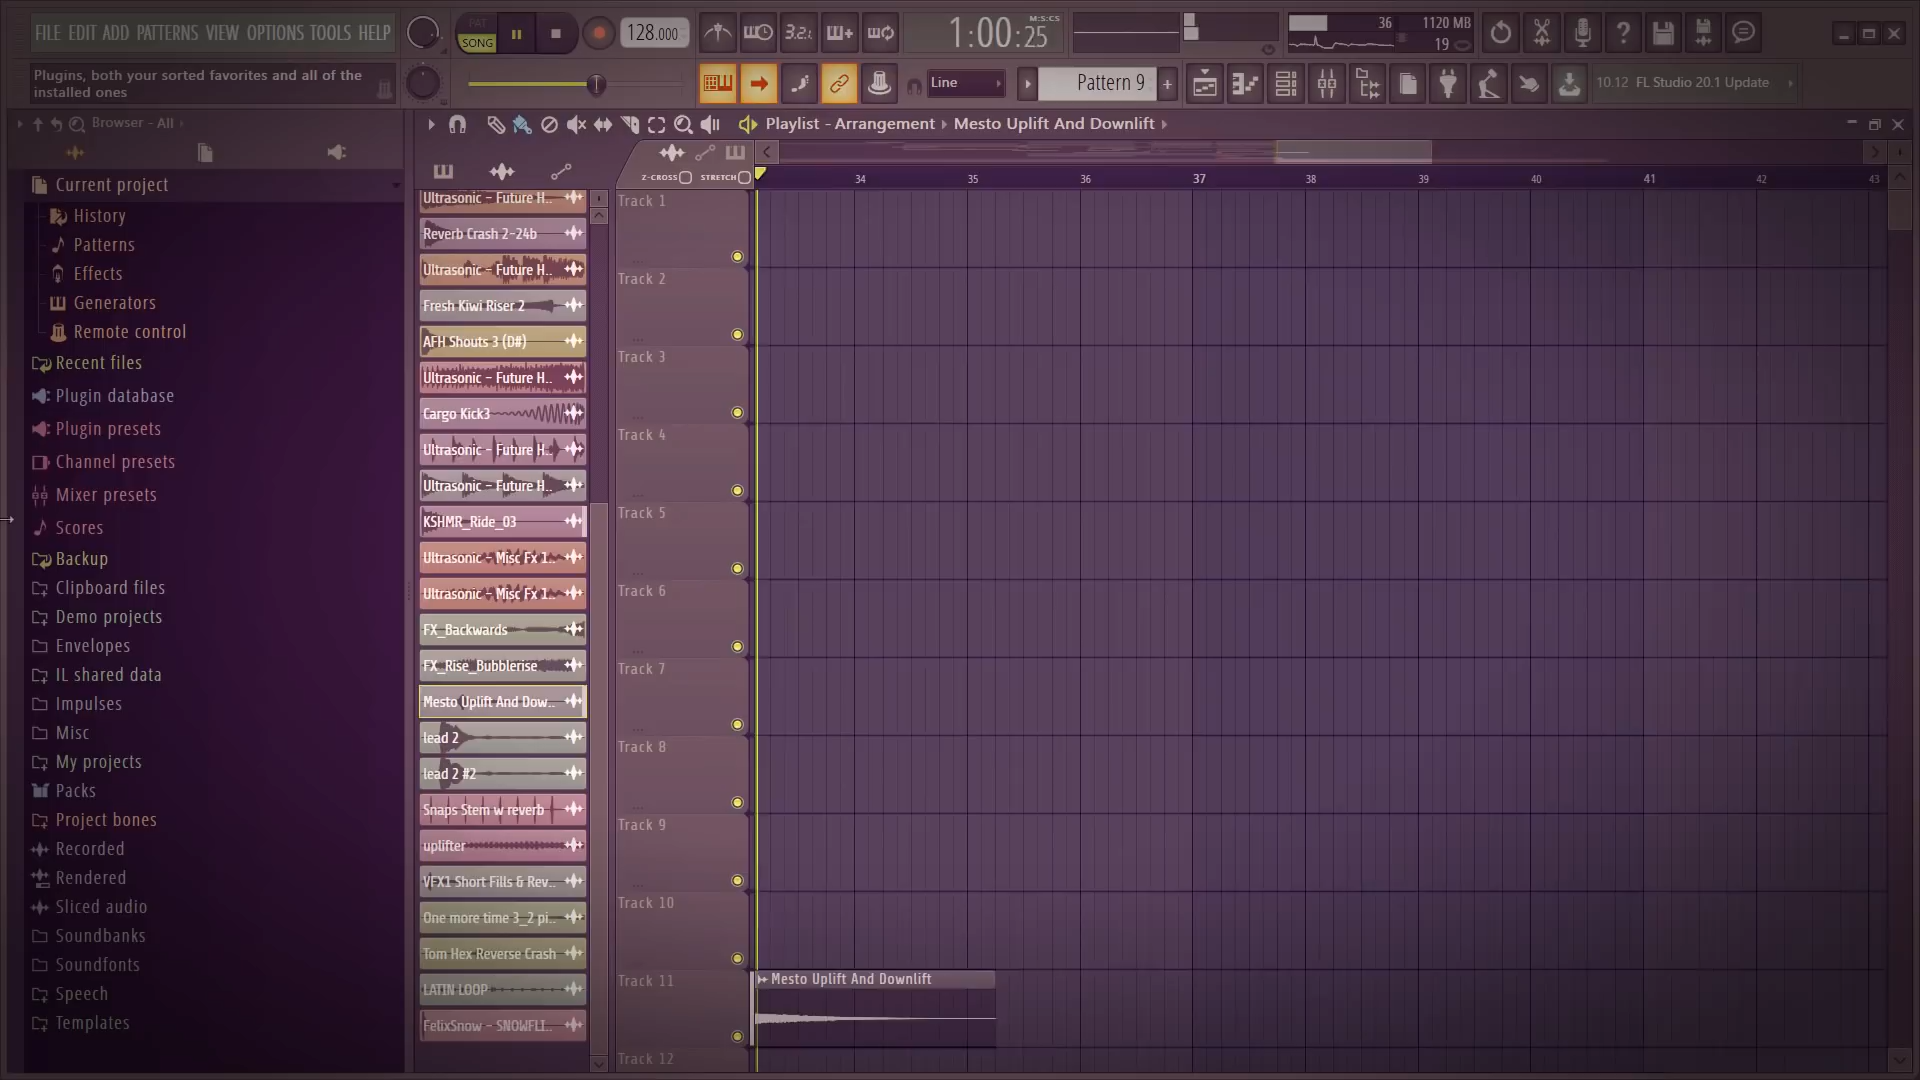 FILE EDIT ADD PATTERNS VIEW OPTIONS TOOLS HELP
PAT
SONG
128.000
3.2.
1:00:25
M:S:CS
36
1120 MB
19
Plugins, both your sorted favorites and all of the
installed ones
Line
Pattern 9
10.12 FL Studio 20.1 Update
Browser - All
Playlist - Arrangement
Mesto Uplift And Downlift
Z-CROSS
STRETCH
34
35
36
37
38
39
40
41
42
43
Current project
History
Patterns
Effects
Generators
Remote control
Recent files
Plugin database
Plugin presets
Channel presets
Mixer presets
Scores
Backup
Clipboard files
Demo projects
Envelopes
IL shared data
Impulses
Misc
My projects
Packs
Project bones
Recorded
Rendered
Sliced audio
Soundbanks
Soundfonts
Speech
Templates
Ultrasonic - Future H..
Reverb Crash 2-24b
Ultrasonic - Future H..
Fresh Kiwi Riser 2
AFH Shouts 3 (D#)
Ultrasonic - Future H..
Cargo Kick3
Ultrasonic - Future H..
Ultrasonic - Future H..
KSHMR_Ride_03
Ultrasonic - Misc Fx 1..
Ultrasonic - Misc Fx 1..
FX_Backwards
FX_Rise_Bubblerise
Mesto Uplift And Dow..
lead 2
lead 2 #2
Snaps Stem w reverb
uplifter
VFX1 Short Fills & Rev..
One more time 3_2 pi..
Tom Hex Reverse Crash
LATIN LOOP
FelixSnow - SNOWFLI..
Track 1
Track 2
Track 3
Track 4
Track 5
Track 6
Track 7
Track 8
Track 9
Track 10
Track 11
Mesto Uplift And Downlift
Track 12